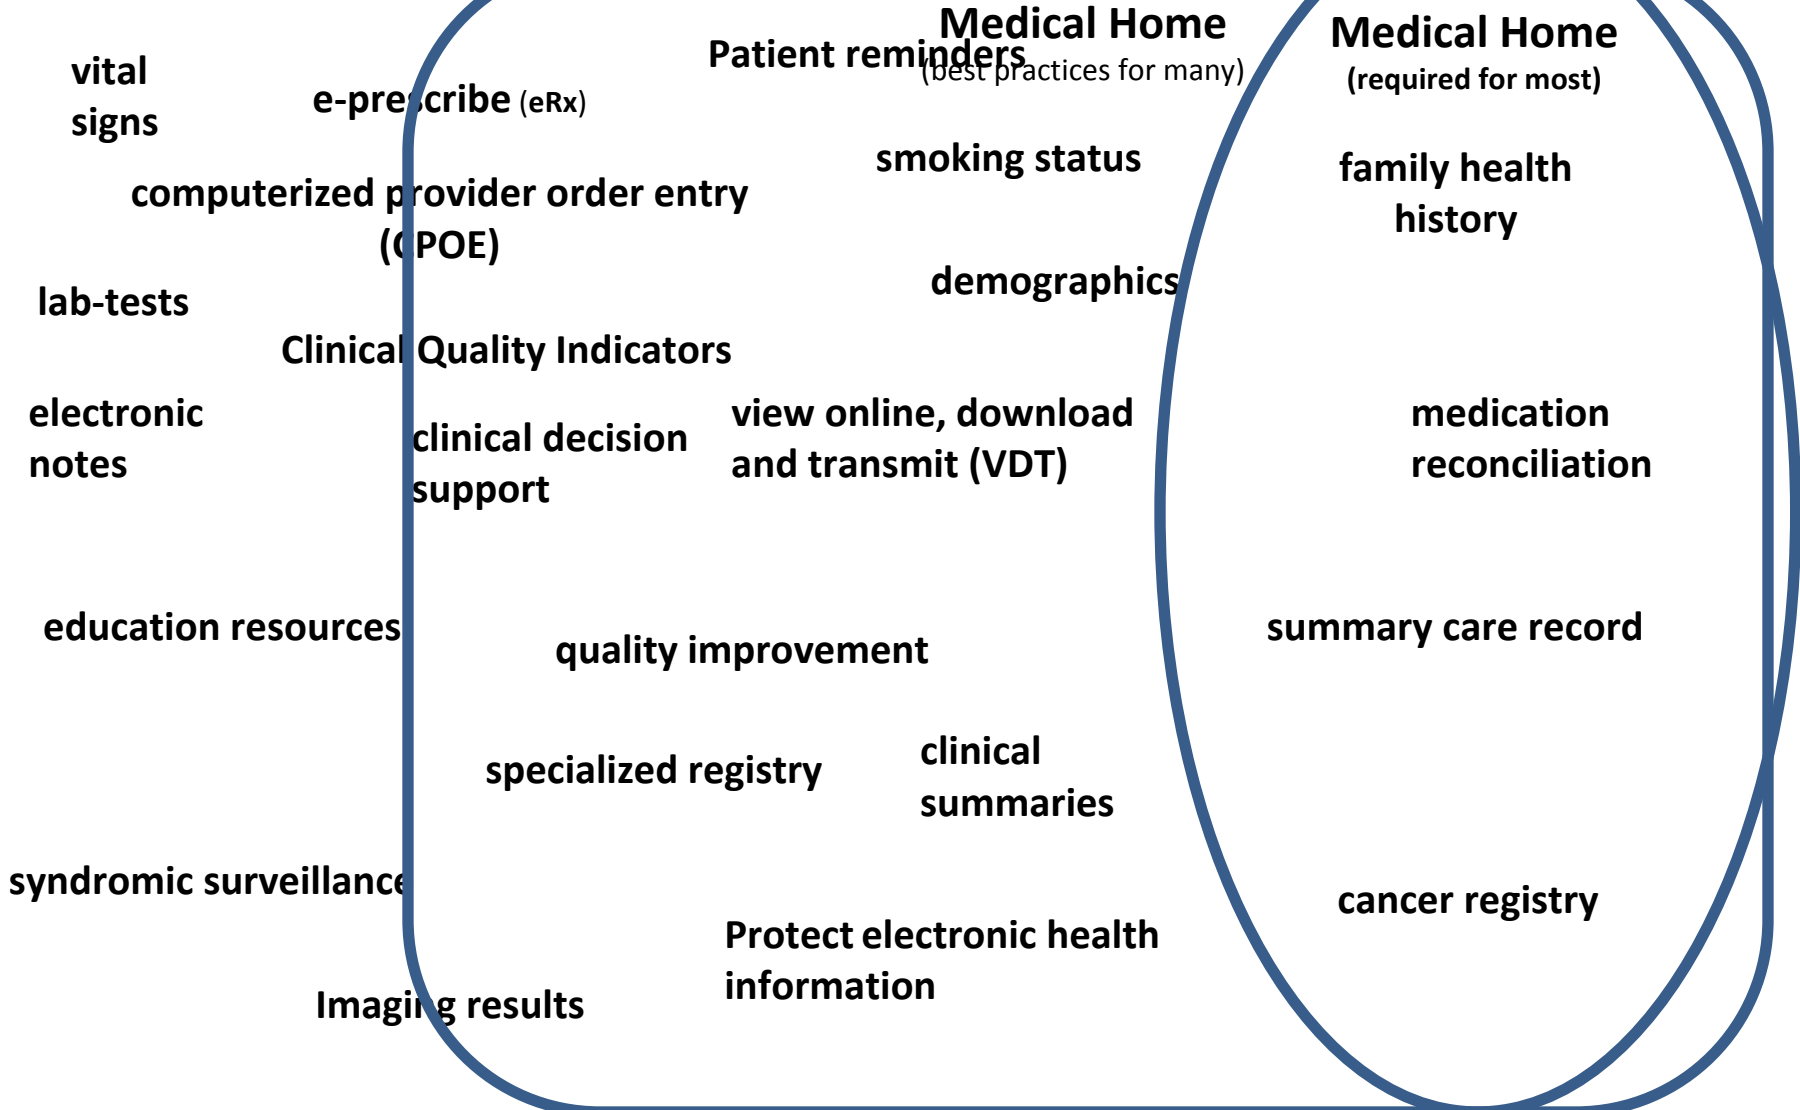 Medical Home
(best practices for many)
Medical Home
(required for most)
Patient reminders
vital
signs
e-prescribe (eRx)
smoking status
family health
history
computerized provider order entry
(CPOE)
demographics
lab-tests
Clinical Quality Indicators
electronic
notes
clinical decision
support
view online, download
and transmit (VDT)
medication
reconciliation
education resources
quality improvement
summary care record
specialized registry
clinical
summaries
syndromic surveillance
cancer registry
Protect electronic health
information
Imaging results